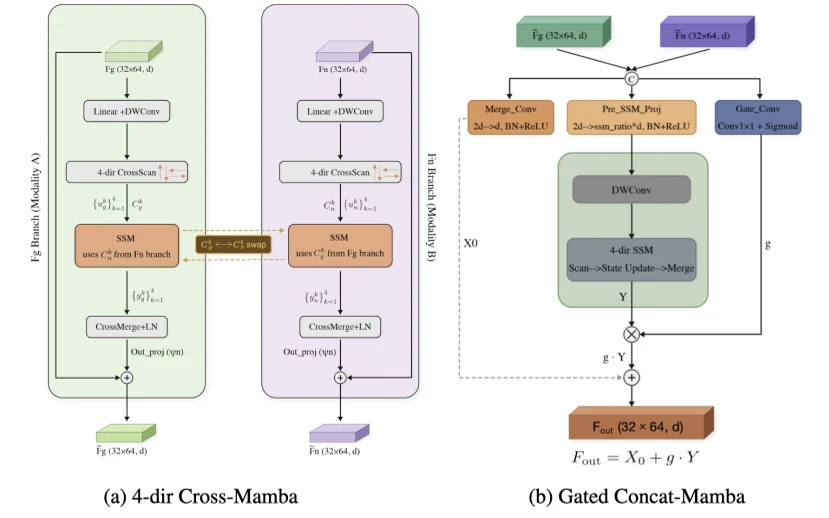 Fg (32×64, d)
Linear +DWConv
4-dir CrossScan
{u_g^k}_{k=1}^4 C_g^k
SSM
uses C_n^k from Fn branch
{y_g^k}_{k=1}^4
CrossMerge+LN
Out_proj (ψn)
+
F̃g (32×64, d)
Fg Branch (Modality A)
C_g^k ⟷ C_n^k swap
Fn (32×64, d)
Linear +DWConv
4-dir CrossScan
C_n^k {u_n^k}_{k=1}^4
SSM
uses C_g^k from Fg branch
{y_n^k}_{k=1}^4
CrossMerge+LN
Out_proj (ψn)
+
F̃n (32×64, d)
Fn Branch (Modality B)
(a) 4-dir Cross-Mamba
F̃g (32×64, d)
F̃n (32×64, d)
C
Merge_Conv
2d-->d, BN+ReLU
Pre_SSM_Proj
2d-->ssm_ratio*d, BN+ReLU
Gate_Conv
Conv1×1 + Sigmoid
DWConv
4-dir SSM
Scan-->State Update-->Merge
Y
X0
g
×
g · Y
+
F_out (32 × 64, d)
F_out = X_0 + g · Y
(b) Gated Concat-Mamba